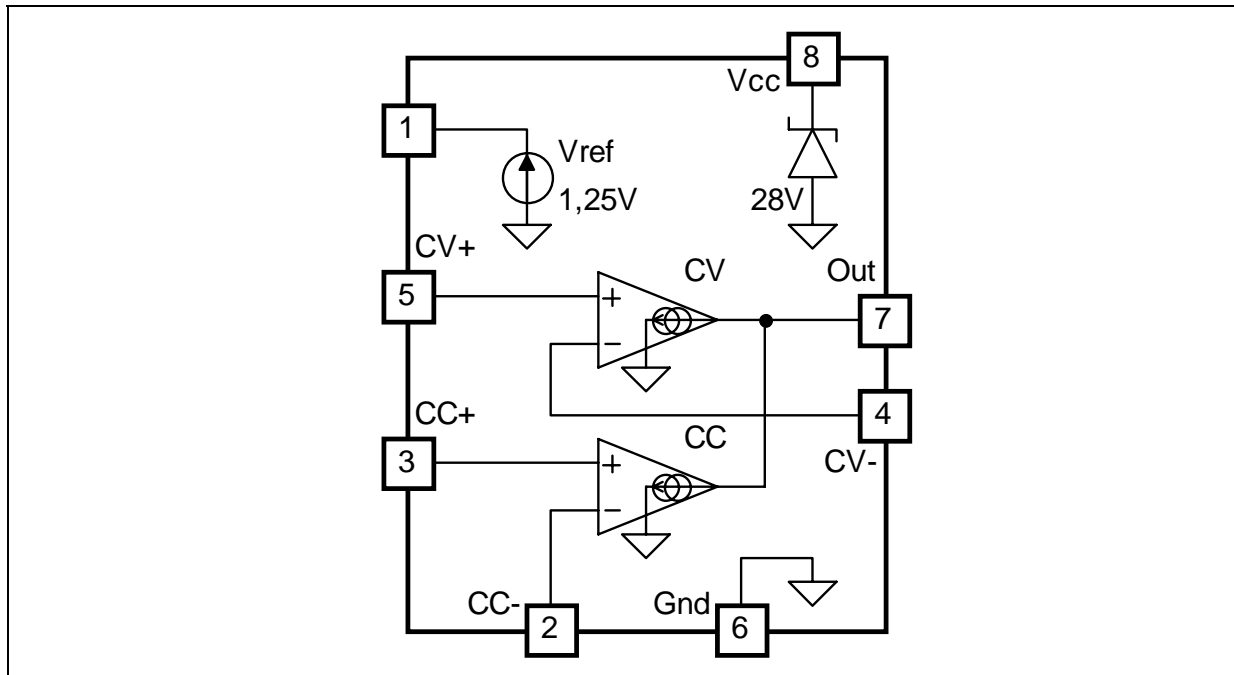 8
Vcc
1
Vref
1,25V
28V
CV+
CV
Out
5
+
7
−
4
CC+
CC
CV-
3
+
−
CC-
Gnd
2
6